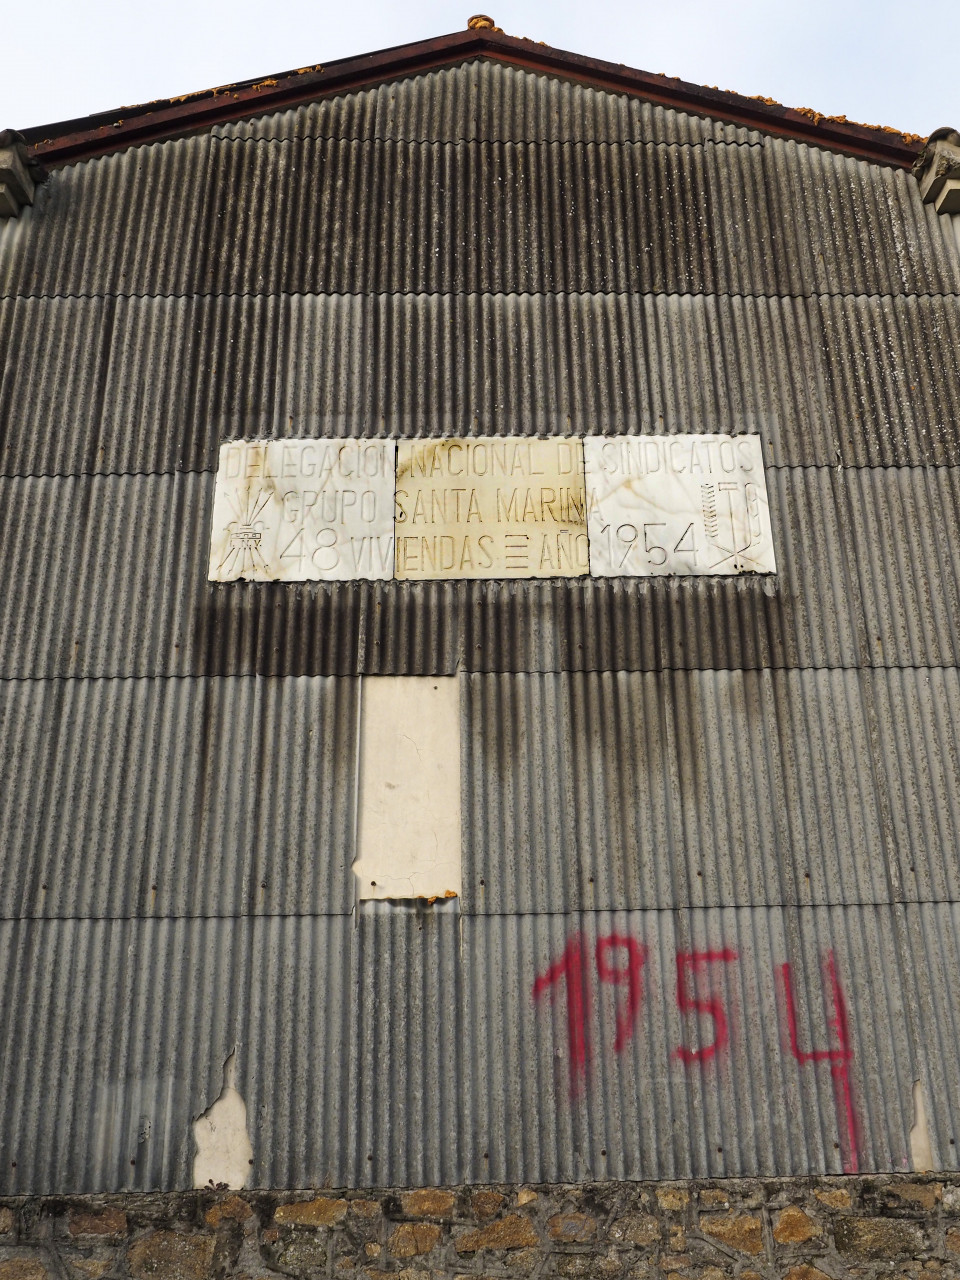 DELEGACION NACIONAL DE SINDICATOS
GRUPO SANTA MARINA
48 VIVIENDAS ☰ AÑO 1954
1954